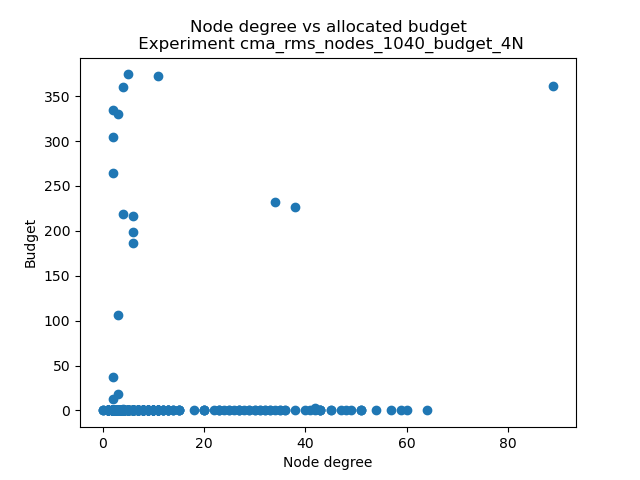 Node degree vs allocated budget
Experiment cma_rms_nodes_1040_budget_4N
350
300
250
200
150
100
50
0
Budget
0 20 40 60 80
Node degree